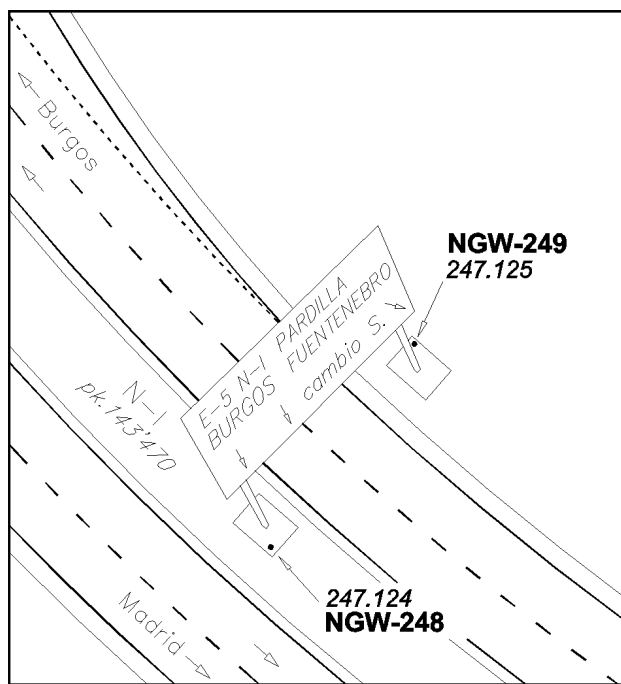 Burgos
NGW-249
247.125
E-5 N-I PARDILLA
BURGOS FUENTENEBRO
cambio S.
N-I
pk.143'470
247.124
NGW-248
Madrid